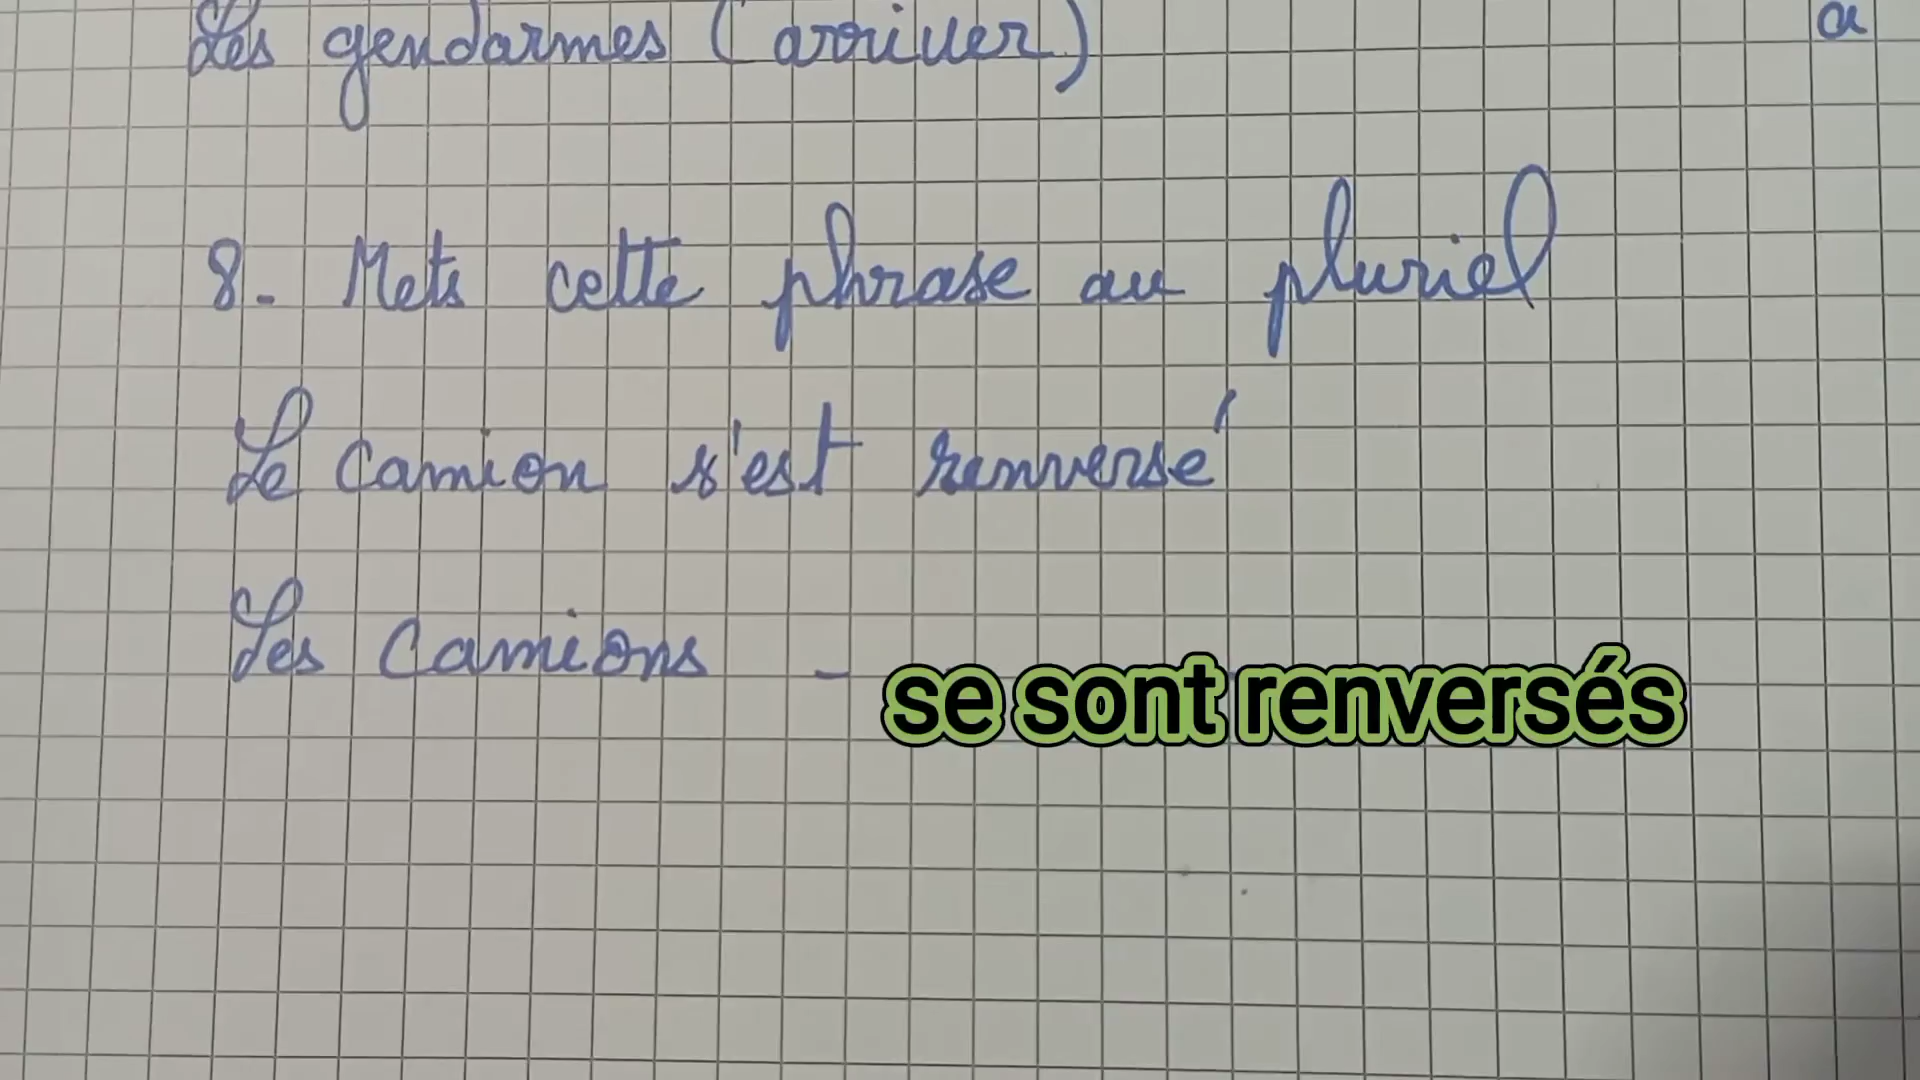 Les gendarmes (arriver)
a
8. Mets cette phrase au pluriel
Le camion s'est renversé
Les camions - se sont renversés